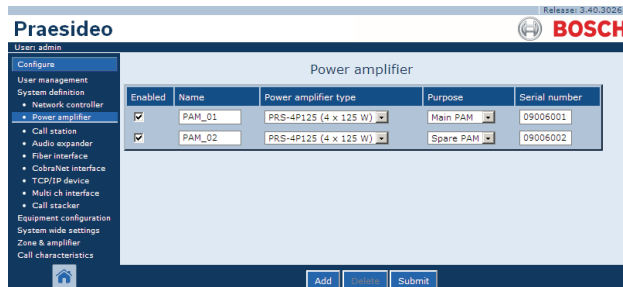 Release: 3.40.3026
Praesideo
BOSCH
User: admin
Configure
User management
System definition
• Network controller
• Power amplifier
• Call station
• Audio expander
• Fiber interface
• CobraNet interface
• TCP/IP device
• Multi ch interface
• Call stacker
Equipment configuration
System wide settings
Zone & amplifier
Call characteristics
Power amplifier
Enabled Name Power amplifier type Purpose Serial number
PAM_01 PRS-4P125 (4 x 125 W) Main PAM 09006001
PAM_02 PRS-4P125 (4 x 125 W) Spare PAM 09006002
Add Delete Submit